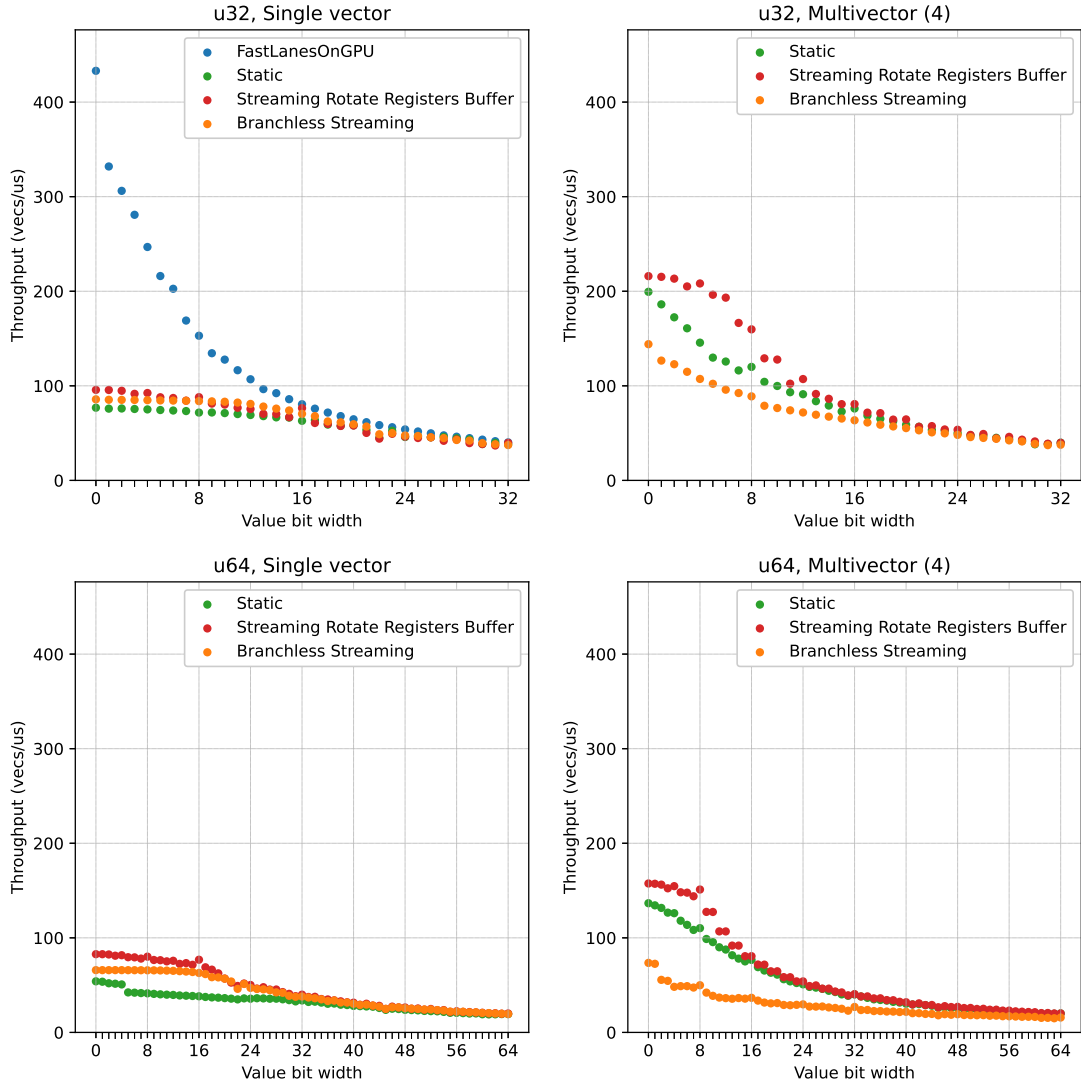 u32, Single vector
FastLanesOnGPU
Static
Streaming Rotate Registers Buffer
Branchless Streaming
400
300
200
100
0
Throughput (vecs/us)
0 8 16 24 32
Value bit width
u32, Multivector (4)
Static
Streaming Rotate Registers Buffer
Branchless Streaming
400
300
200
100
0
Throughput (vecs/us)
0 8 16 24 32
Value bit width
u64, Single vector
Static
Streaming Rotate Registers Buffer
Branchless Streaming
400
300
200
100
0
Throughput (vecs/us)
0 8 16 24 32 40 48 56 64
Value bit width
u64, Multivector (4)
Static
Streaming Rotate Registers Buffer
Branchless Streaming
400
300
200
100
0
Throughput (vecs/us)
0 8 16 24 32 40 48 56 64
Value bit width